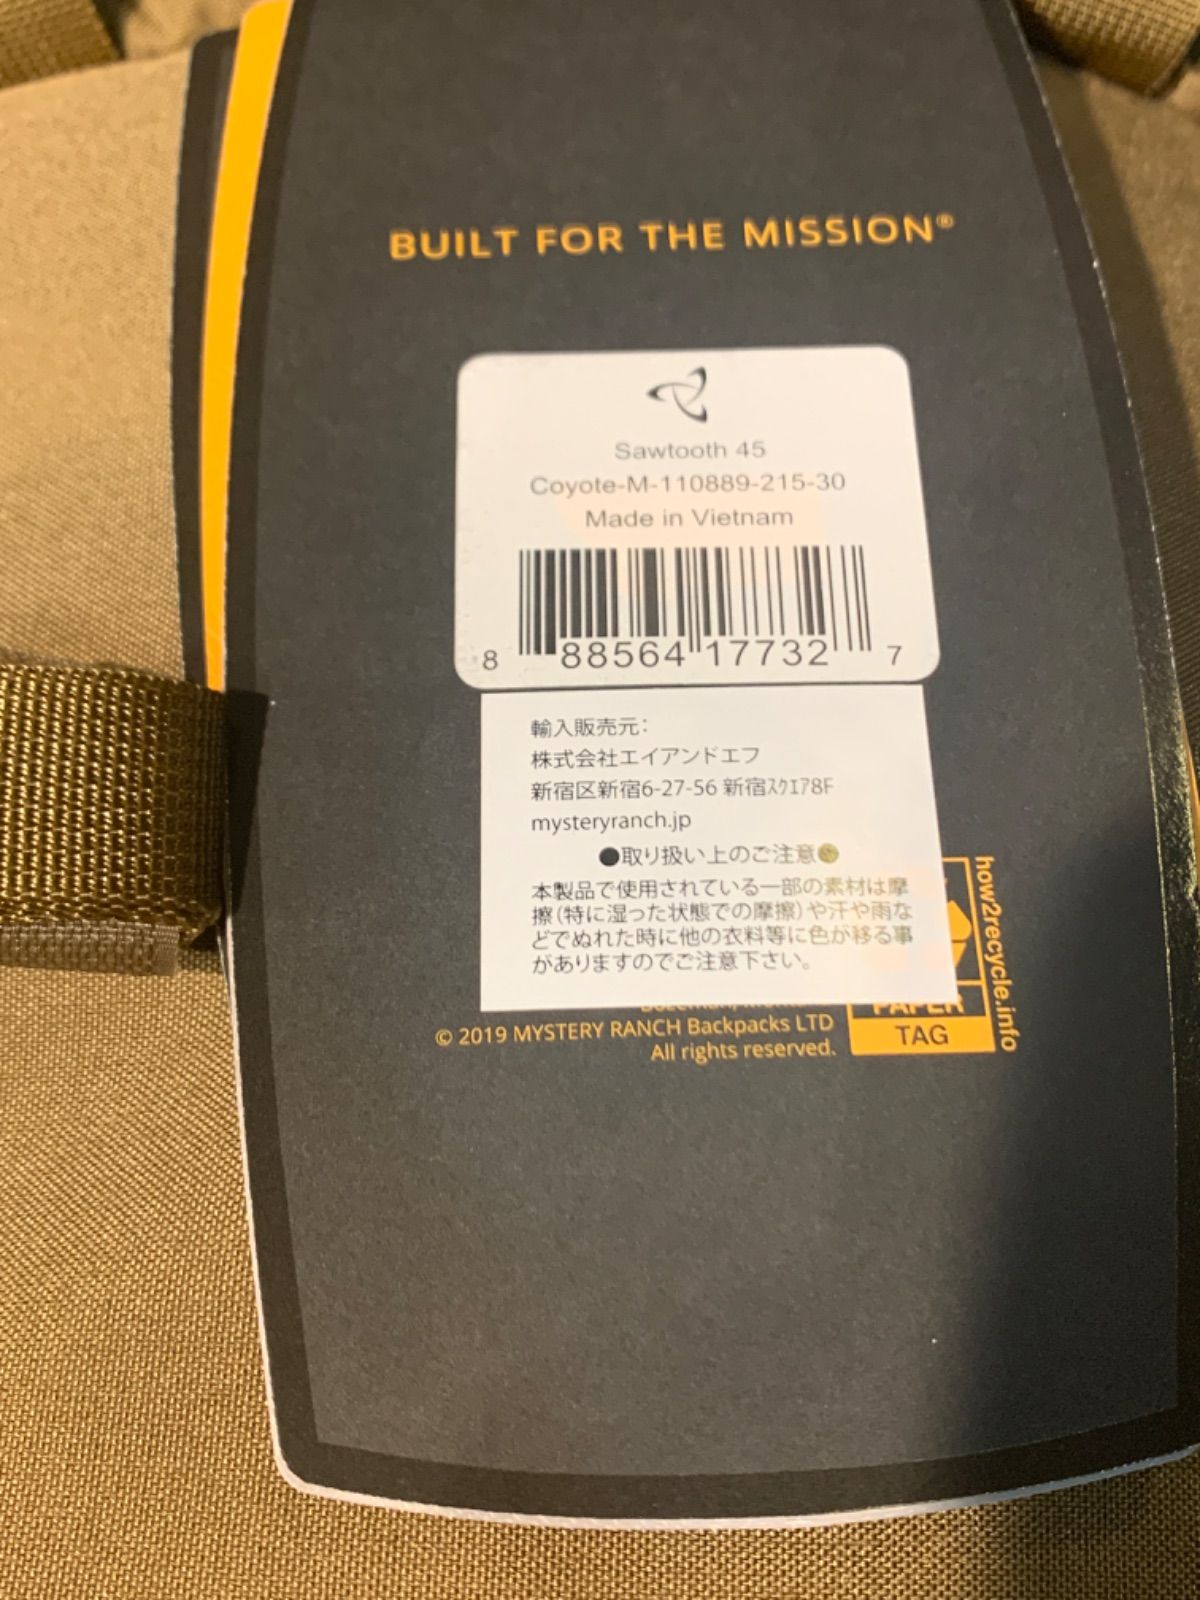 BUILT FOR THE MISSION®
Sawtooth 45
Coyote-M-110889-215-30
Made in Vietnam
8 88564 17732 7
輸入販売元:
株式会社エイアンドエフ
新宿区新宿6-27-56 新宿ｽｸｴｱ8F
mysteryranch.jp
●取り扱い上のご注意●
本製品で使用されている一部の素材は摩
擦(特に湿った状態での摩擦)や汗や雨な
どでぬれた時に他の衣料等に色が移る事
がありますのでご注意下さい。
© 2019 MYSTERY RANCH Backpacks LTD
All rights reserved.
PAPER
TAG
how2recycle.info